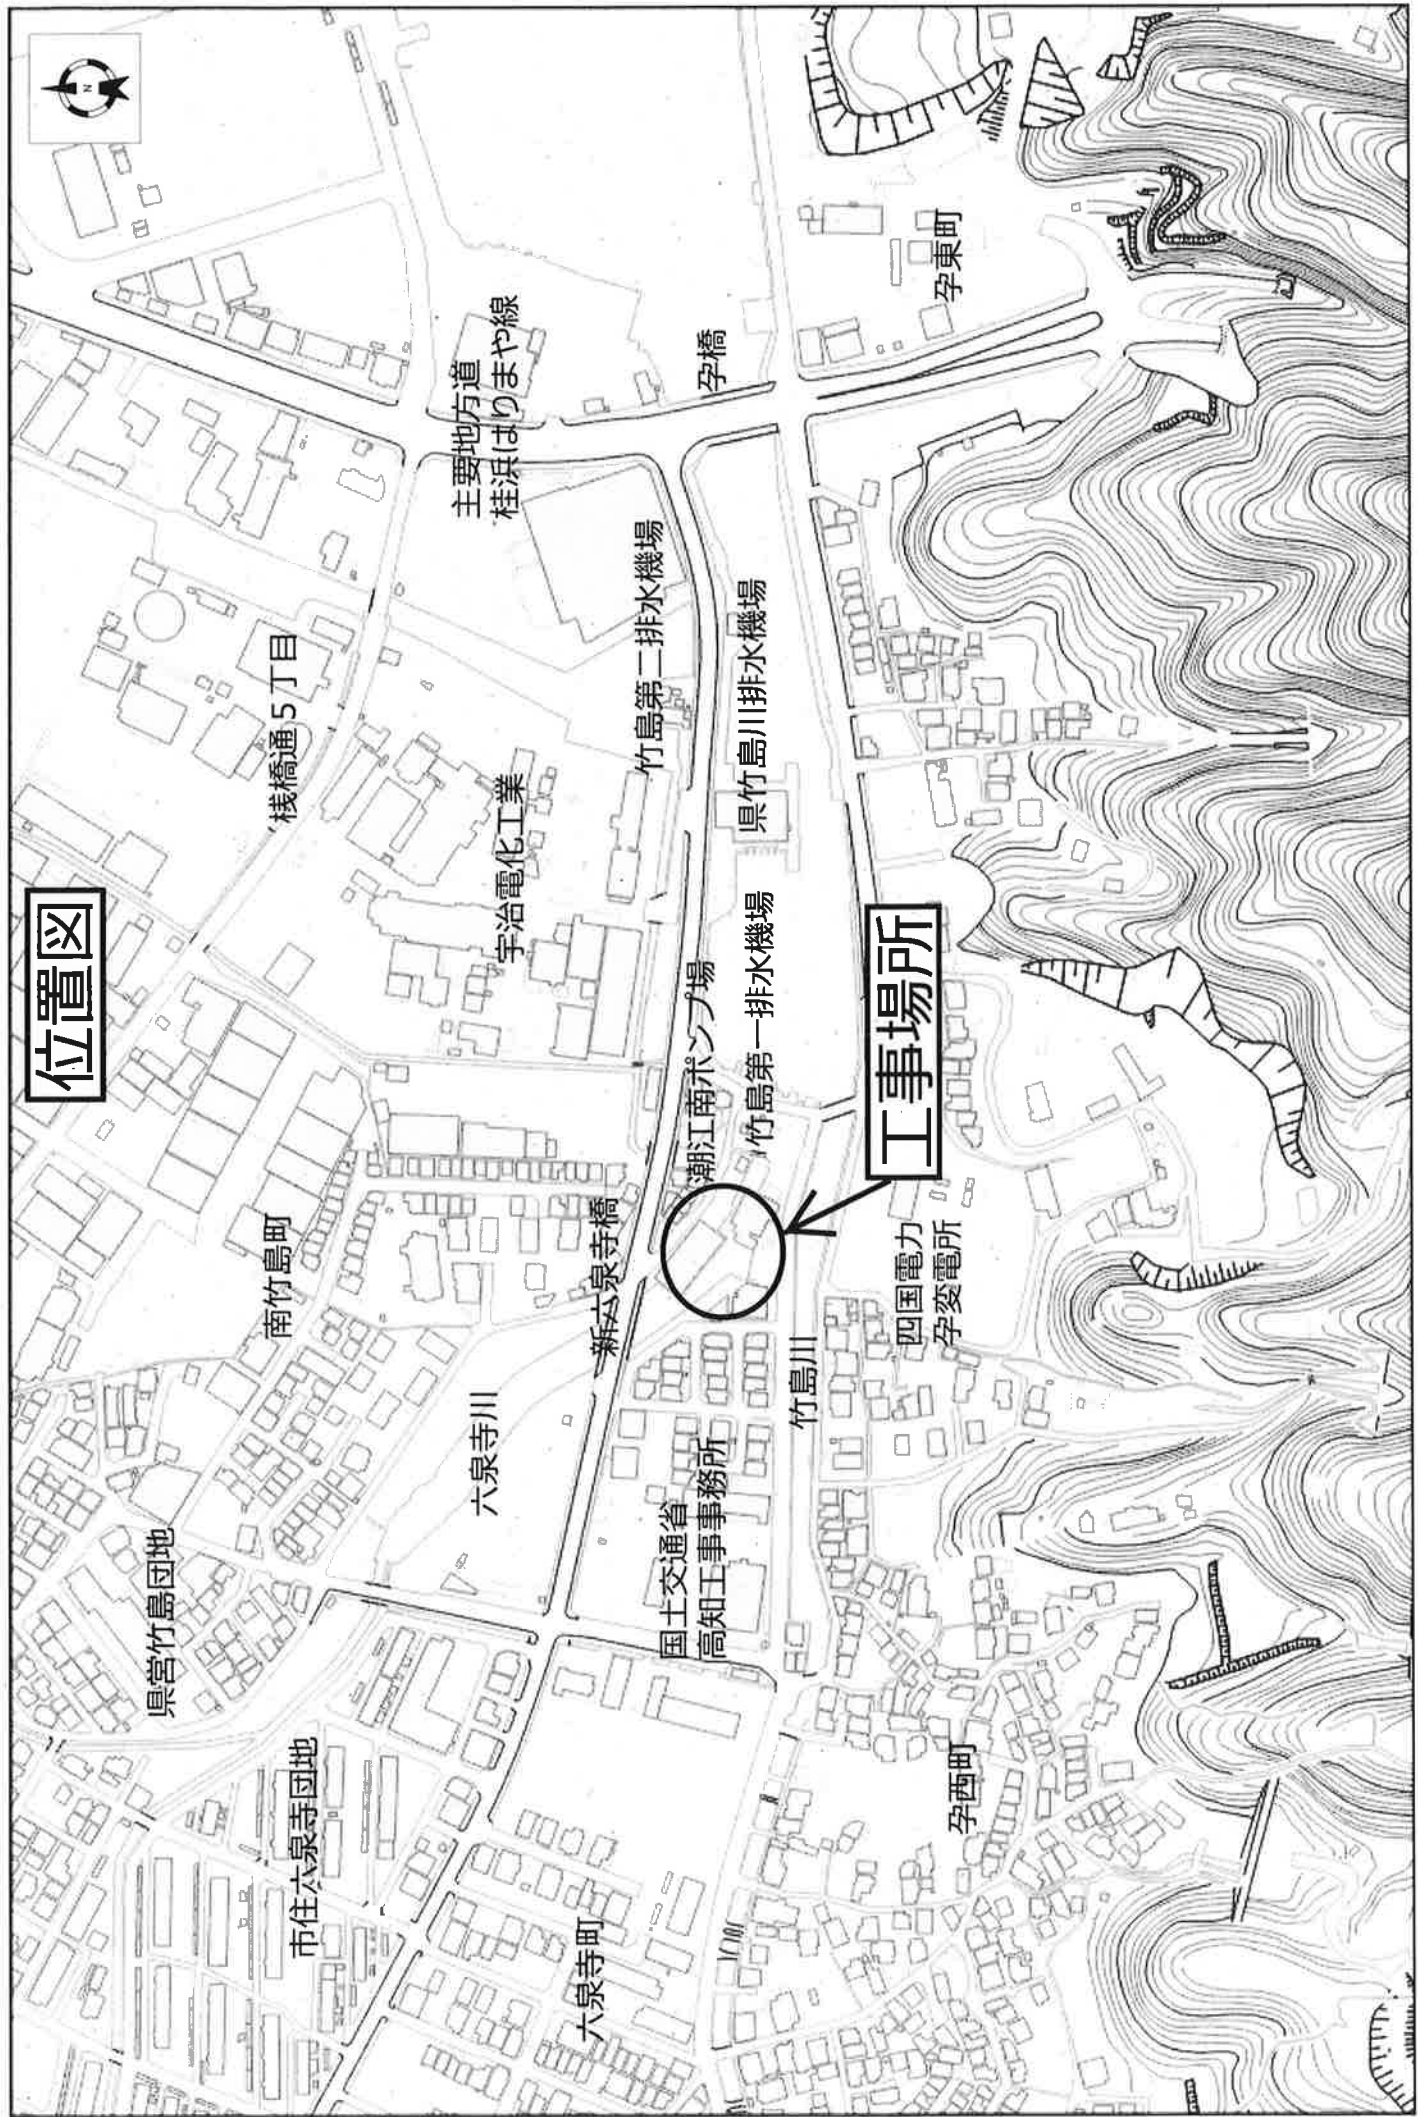 位置図
N
桟橋通5丁目
主要地方道
桂浜はりまや線
孕橋
孕東町
宇治電化工業
竹島第二排水機場
県竹島川排水機場
南竹島町
潮江南ポンプ場
竹島第一排水機場
工事場所
新六泉寺橋
六泉寺川
竹島川
四国電力
孕変電所
県営竹島団地
国土交通省
高知工事事務所
市住六泉寺団地
六泉寺町
孕西町